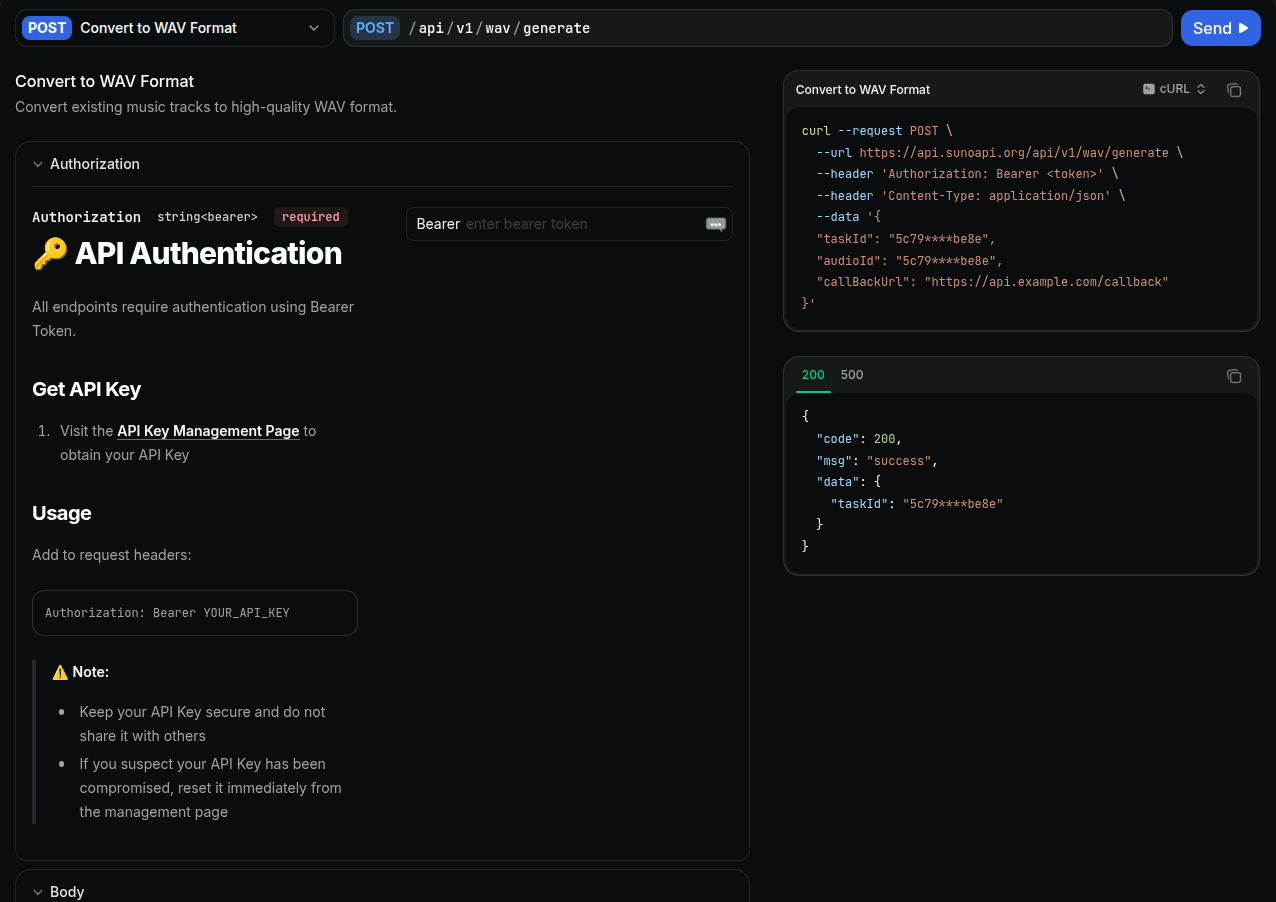 POST Convert to WAV Format
POST /api/v1/wav/generate
Send
Convert to WAV Format
Convert existing music tracks to high-quality WAV format.
Authorization
Authorization string<bearer> required
🔑 API Authentication
All endpoints require authentication using Bearer
Token.
Get API Key
1. Visit the API Key Management Page to
obtain your API Key
Usage
Add to request headers:
Authorization: Bearer YOUR_API_KEY
⚠️ Note:
• Keep your API Key secure and do not
share it with others
• If you suspect your API Key has been
compromised, reset it immediately from
the management page
Body
Bearer enter bearer token
Convert to WAV Format
cURL
curl --request POST \
  --url https://api.sunoapi.org/api/v1/wav/generate \
  --header 'Authorization: Bearer <token>' \
  --header 'Content-Type: application/json' \
  --data '{
  "taskId": "5c79****be8e",
  "audioId": "5c79****be8e",
  "callBackUrl": "https://api.example.com/callback"
}'
200 500
{
  "code": 200,
  "msg": "success",
  "data": {
    "taskId": "5c79****be8e"
  }
}